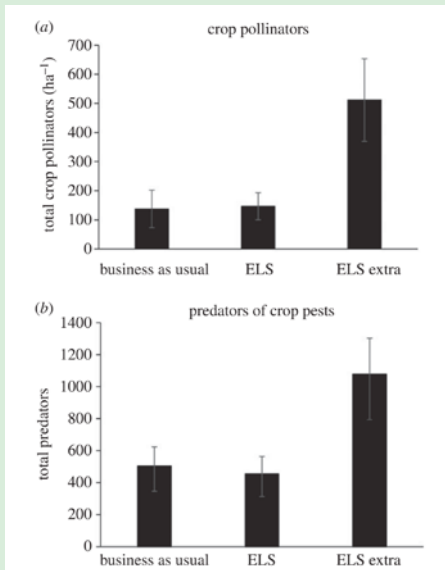 (a) crop pollinators
total crop pollinators (ha⁻¹)
700
600
500
400
300
200
100
0
business as usual ELS ELS extra
(b) predators of crop pests
total predators
1400
1200
1000
800
600
400
200
0
business as usual ELS ELS extra